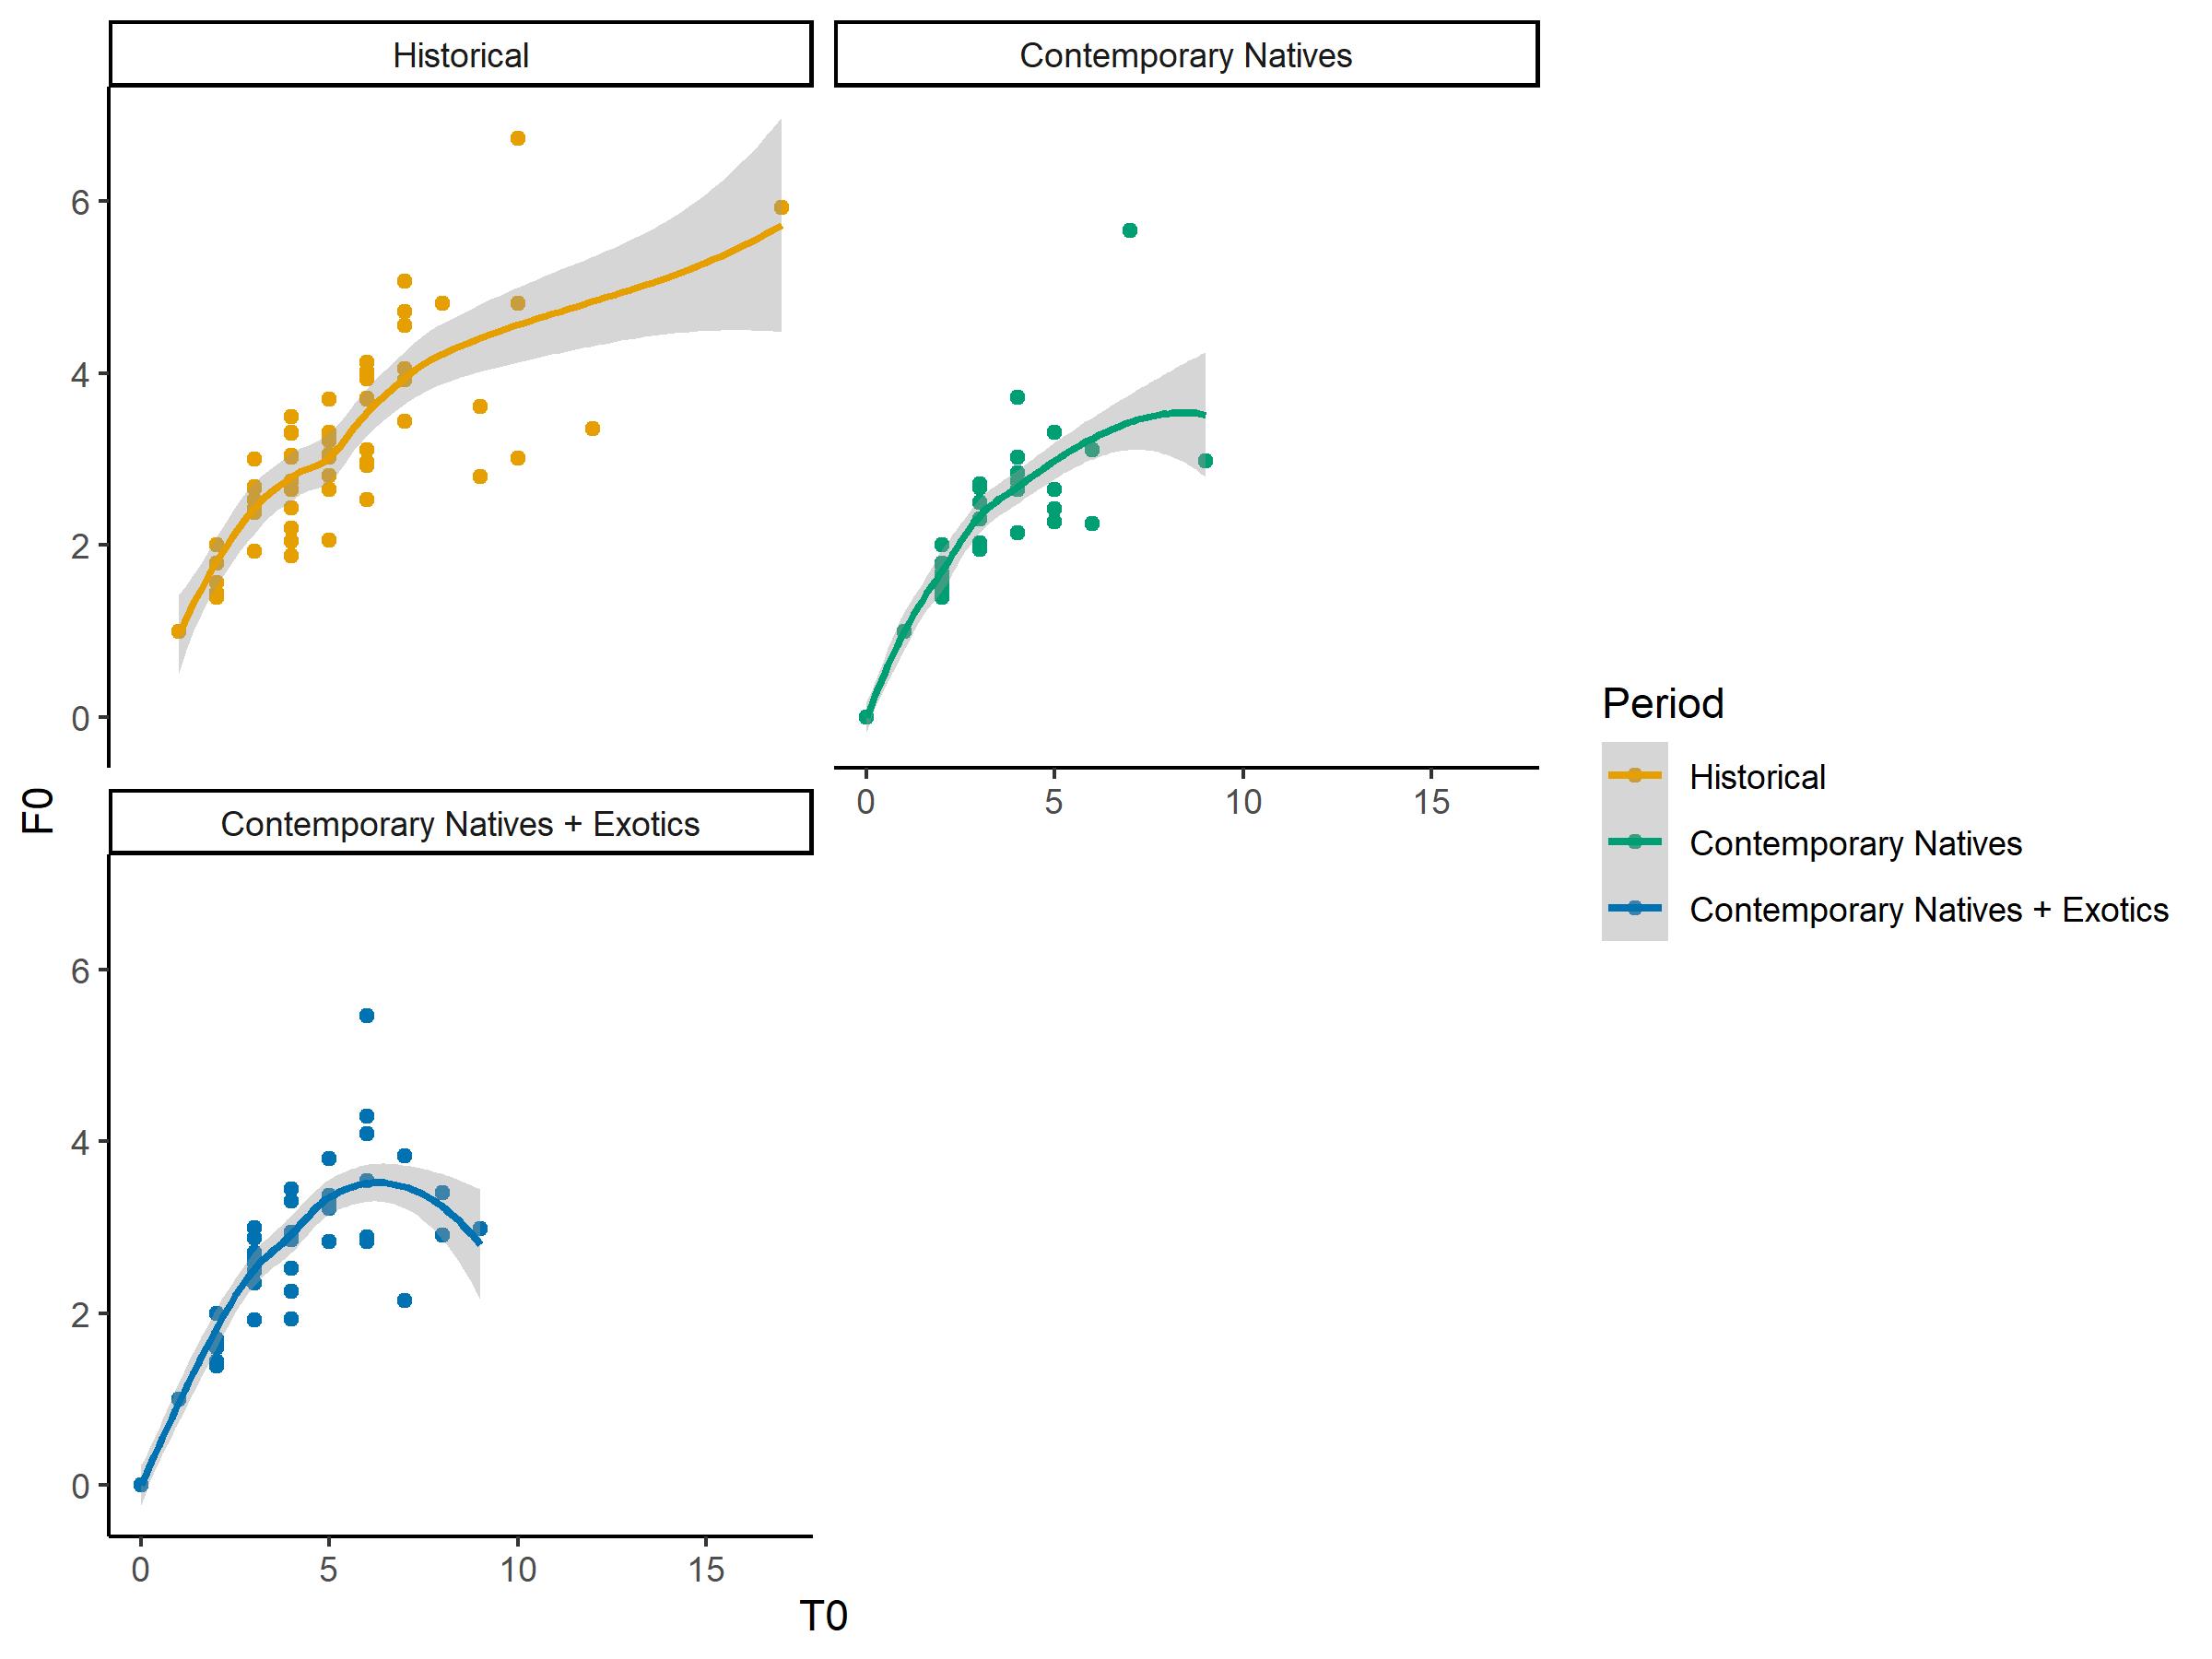 Historical
Contemporary Natives
6
4
2
0
0 5 10 15
F0
Contemporary Natives + Exotics
6
4
2
0
0 5 10 15
T0
Period
Historical
Contemporary Natives
Contemporary Natives + Exotics